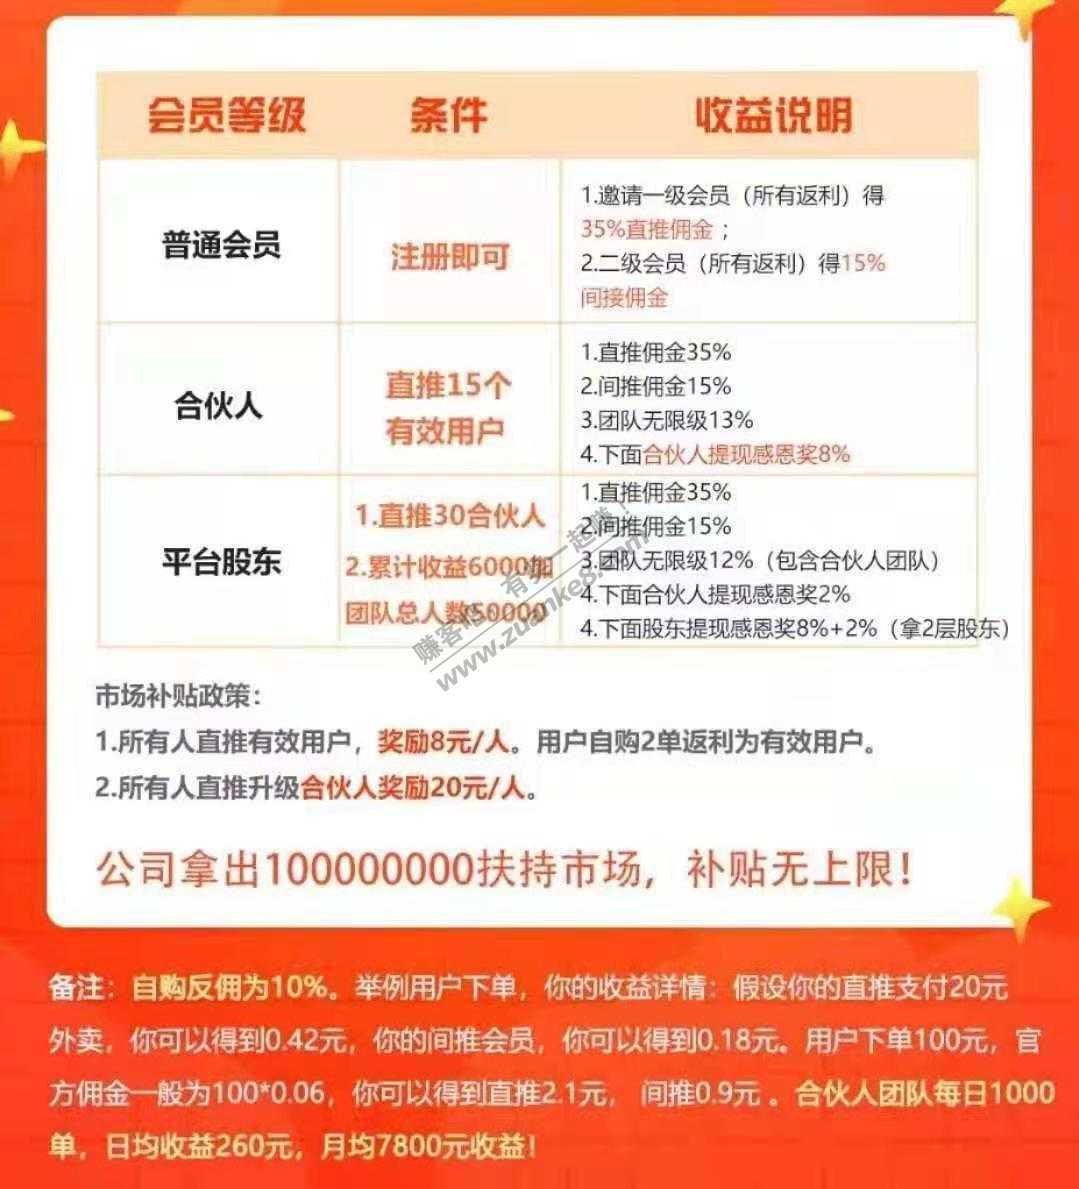 会员等级 条件 收益说明
普通会员
注册即可
1.邀请一级会员（所有返利）得
35%直推佣金；
2.二级会员（所有返利）得15%
间接佣金
合伙人
直推15个
有效用户
1.直推佣金35%
2.间推佣金15%
3.团队无限级13%
4.下面合伙人提现感恩奖8%
平台股东
1.直推30合伙人
2.累计收益6000加
团队总人数50000
1.直推佣金35%
2.间推佣金15%
3.团队无限级12%（包含合伙人团队）
4.下面合伙人提现感恩奖2%
4.下面股东提现感恩奖8%+2%（拿2层股东）
赚客吧，有奖一起赚！
www.zuanke8.com
市场补贴政策：
1.所有人直推有效用户，奖励8元/人。用户自购2单返利为有效用户。
2.所有人直推升级合伙人奖励20元/人。
公司拿出100000000扶持市场，补贴无上限！
备注：自购反佣为10%。举例用户下单，你的收益详情：假设你的直推支付20元
外卖，你可以得到0.42元，你的间推会员，你可以得到0.18元。用户下单100元，官
方佣金一般为100*0.06，你可以得到直推2.1元， 间推0.9元 。合伙人团队每日1000
单，日均收益260元，月均7800元收益！